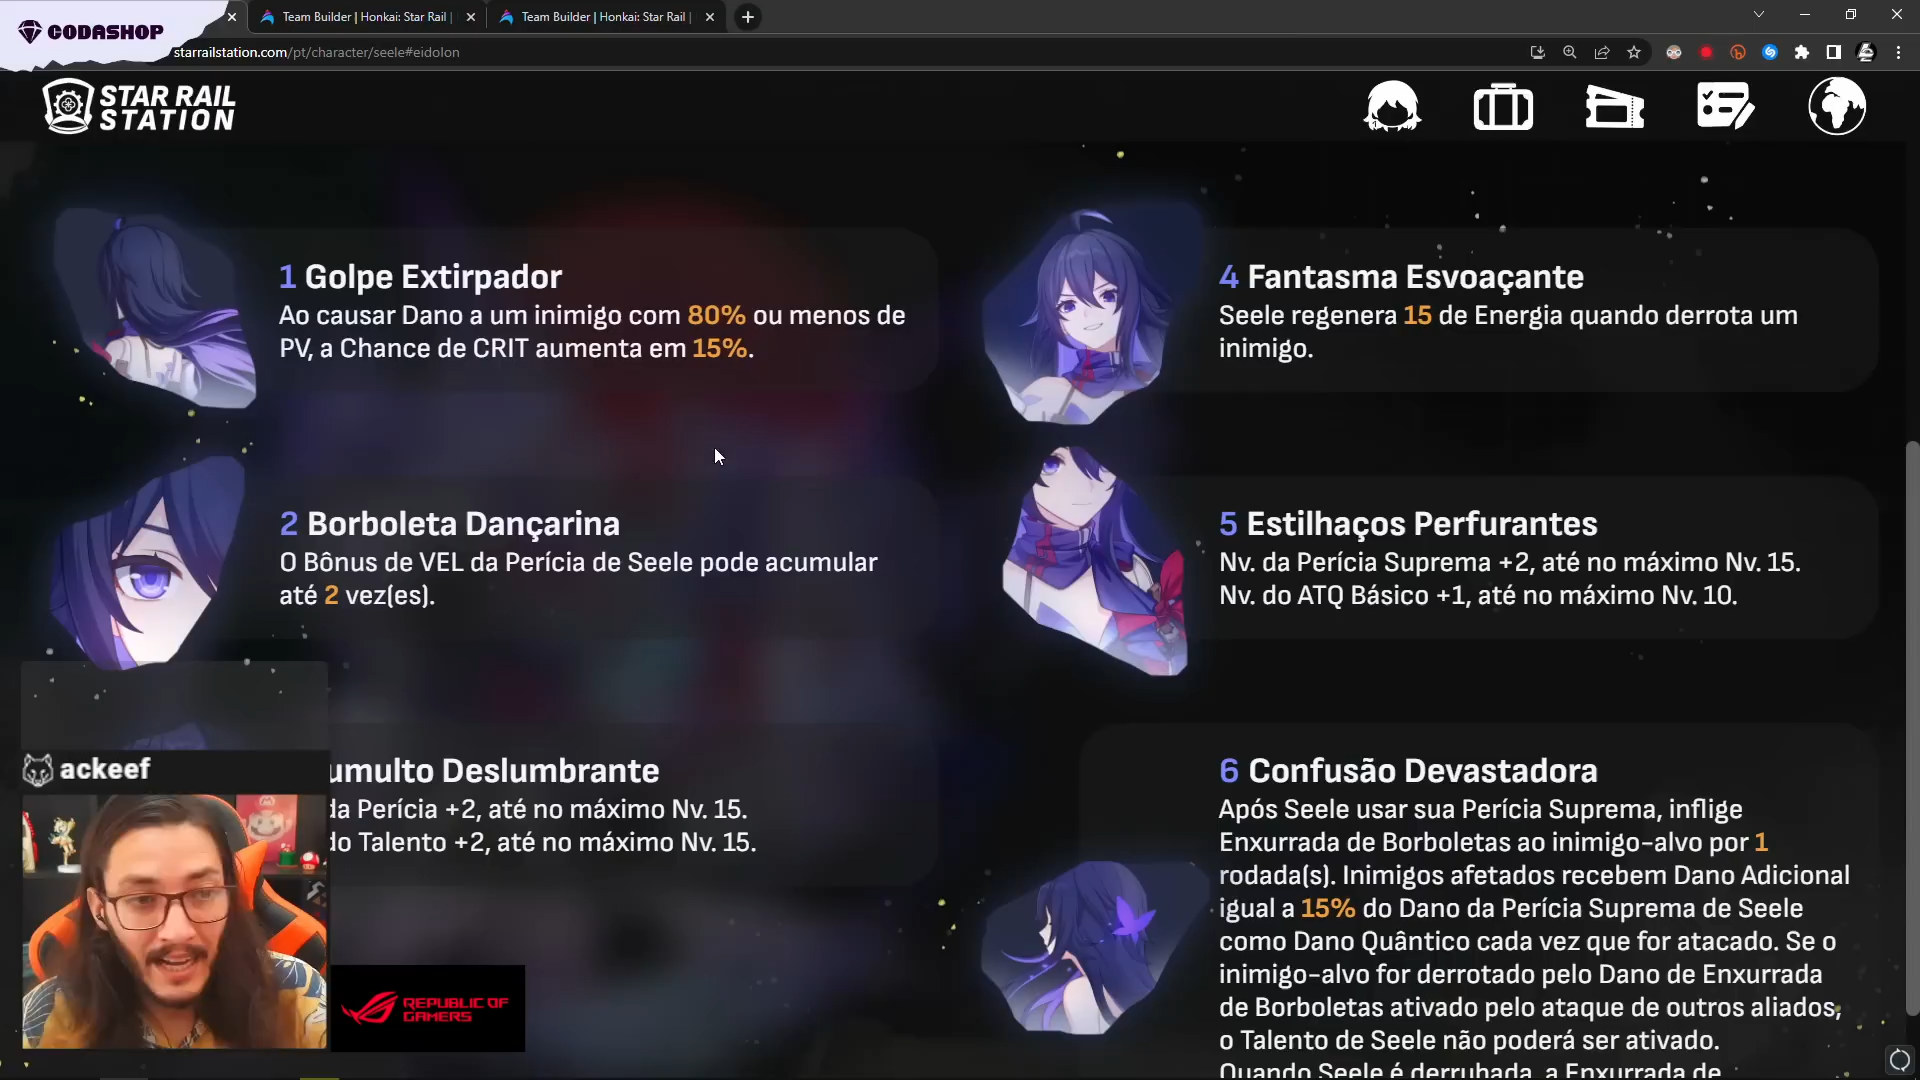 CODASHOP
Team Builder | Honkai: Star Rail |
Team Builder | Honkai: Star Rail |
starrailstation.com/pt/character/seele#eidolon
STAR RAIL
STATION
1 Golpe Extirpador
Ao causar Dano a um inimigo com 80% ou menos de
PV, a Chance de CRIT aumenta em 15%.
2 Borboleta Dançarina
O Bônus de VEL da Perícia de Seele pode acumular
até 2 vez(es).
umulto Deslumbrante
da Perícia +2, até no máximo Nv. 15.
do Talento +2, até no máximo Nv. 15.
4 Fantasma Esvoaçante
Seele regenera 15 de Energia quando derrota um
inimigo.
5 Estilhaços Perfurantes
Nv. da Perícia Suprema +2, até no máximo Nv. 15.
Nv. do ATQ Básico +1, até no máximo Nv. 10.
6 Confusão Devastadora
Após Seele usar sua Perícia Suprema, inflige
Enxurrada de Borboletas ao inimigo-alvo por 1
rodada(s). Inimigos afetados recebem Dano Adicional
igual a 15% do Dano da Perícia Suprema de Seele
como Dano Quântico cada vez que for atacado. Se o
inimigo-alvo for derrotado pelo Dano de Enxurrada
de Borboletas ativado pelo ataque de outros aliados,
o Talento de Seele não poderá ser ativado.
Quando Seele é derrubada, a Enxurrada de
ackeef
REPUBLIC OF
GAMERS